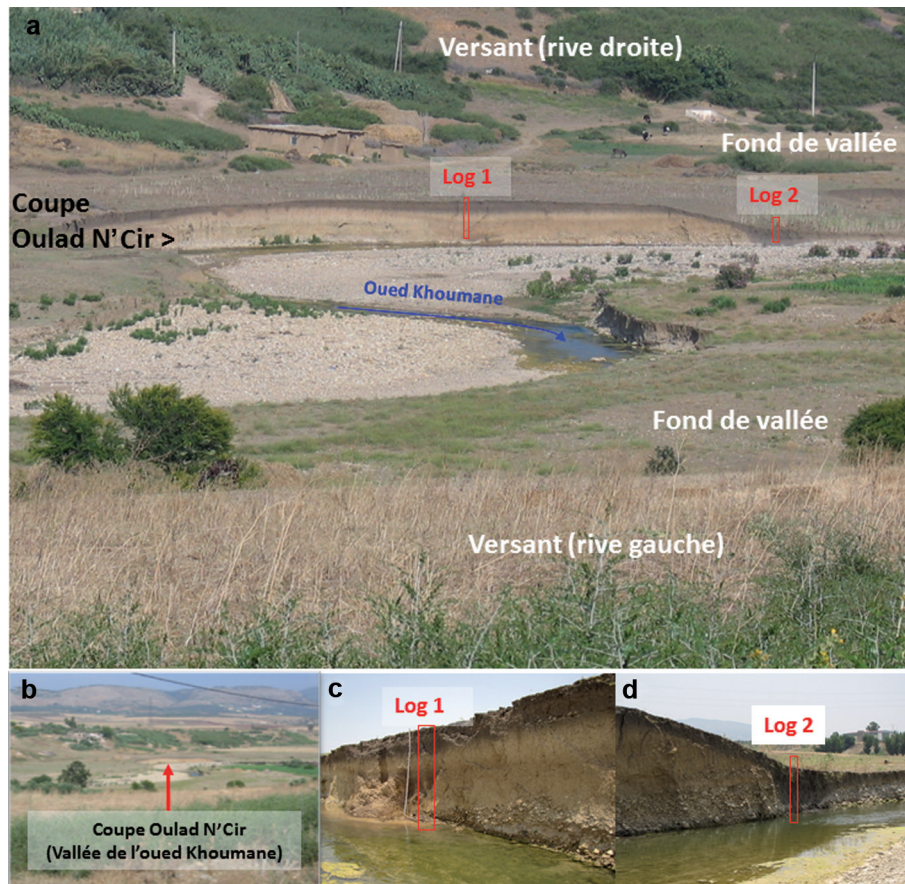 a
Versant (rive droite)
Fond de vallée
Log 1
Log 2
Coupe
Oulad N'Cir >
Oued Khoumane
Fond de vallée
Versant (rive gauche)
b
Coupe Oulad N'Cir
(Vallée de l'oued Khoumane)
c
Log 1
d
Log 2